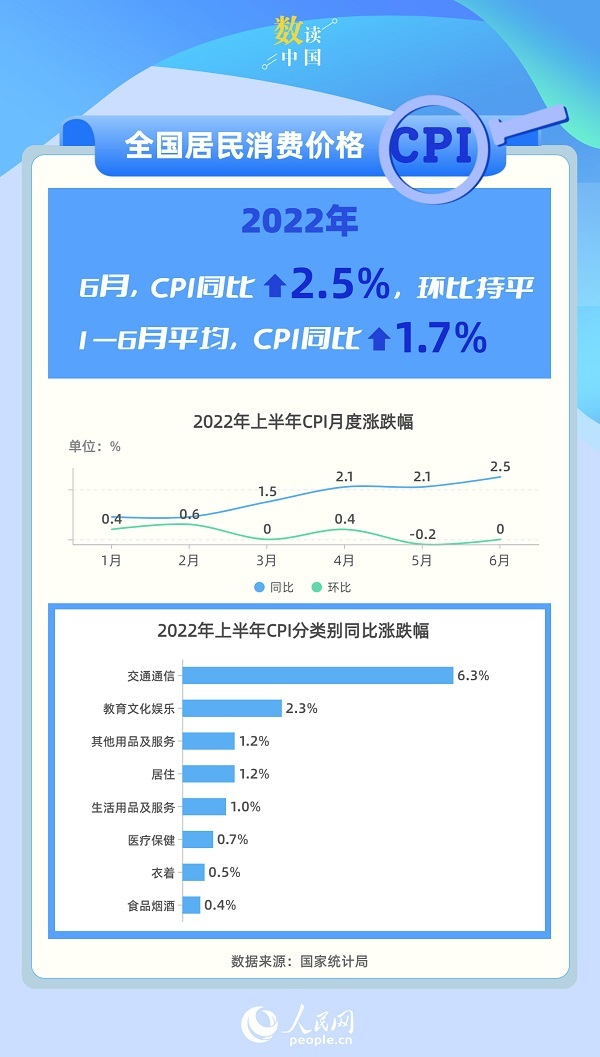 数读
中国
全国居民消费价格 CPI
2022年
6月，CPI同比 2.5%，环比持平
1—6月平均，CPI同比 1.7%
2022年上半年CPI月度涨跌幅
单位：%
0.4 0.6 1.5 2.1 2.1 2.5
0 0.4 -0.2 0
1月 2月 3月 4月 5月 6月
同比 环比
2022年上半年CPI分类别同比涨跌幅
交通通信 6.3%
教育文化娱乐 2.3%
其他用品及服务 1.2%
居住 1.2%
生活用品及服务 1.0%
医疗保健 0.7%
衣着 0.5%
食品烟酒 0.4%
数据来源：国家统计局
人民网
people.cn